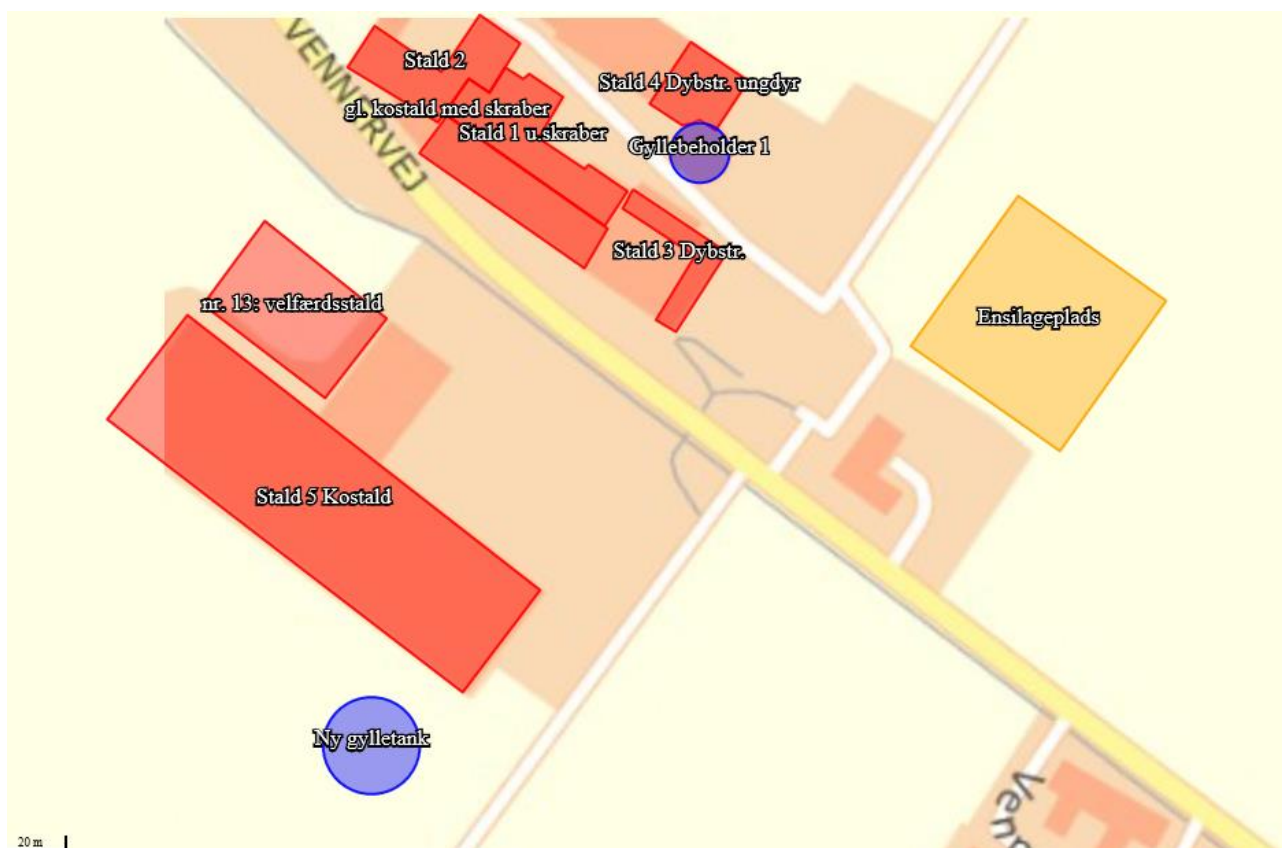 VENNERVEJ
Stald 2
Stald 4 Dybstr. ungdyr
gl. kostald med skraber
Stald 1 u.skraber
Gyllebeholder 1
Stald 3 Dybstr.
nr. 13: velfærdsstald
Ensilageplads
Stald 5 Kostald
Ny gylletank
20 m